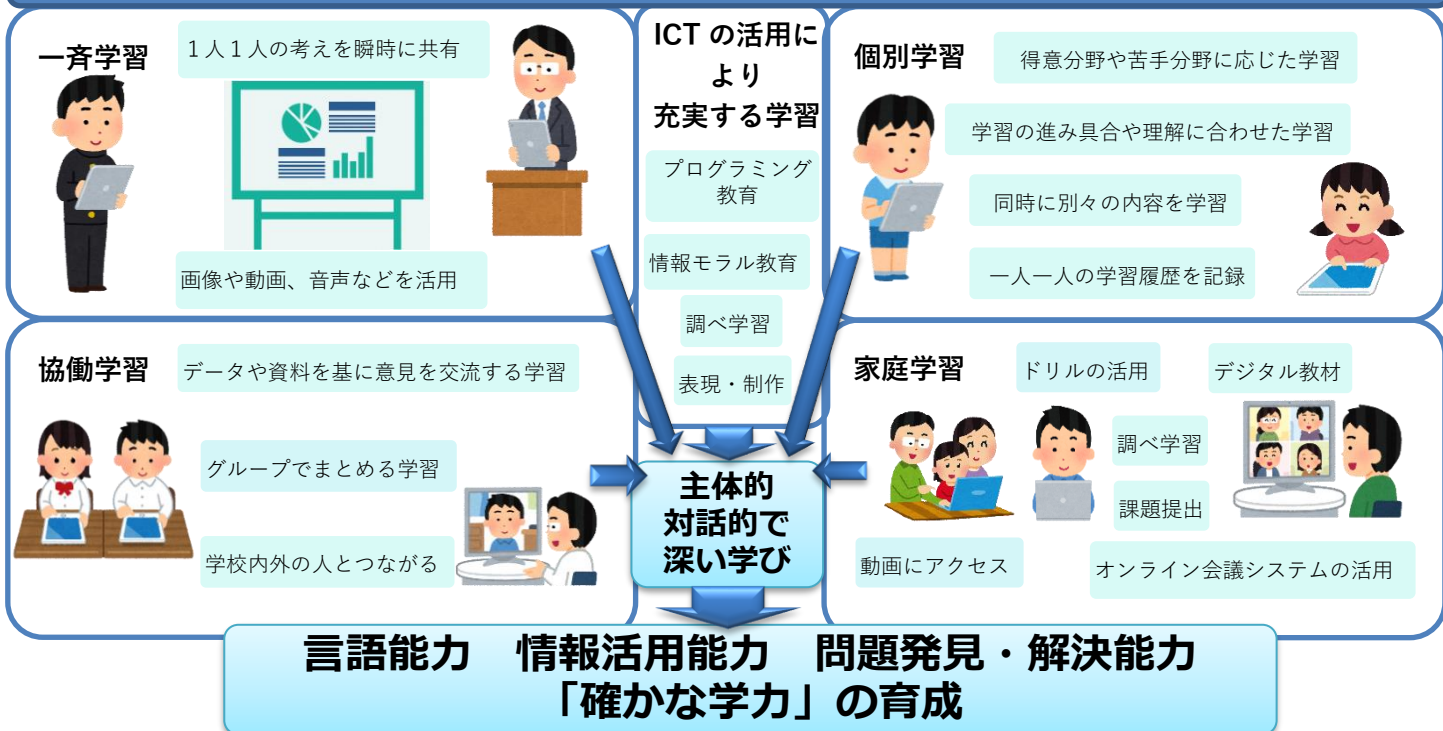 一斉学習
１人１人の考えを瞬時に共有
画像や動画、音声などを活用
ICT の活用に
より
充実する学習
プログラミング
教育
情報モラル教育
調べ学習
表現・制作
個別学習
得意分野や苦手分野に応じた学習
学習の進み具合や理解に合わせた学習
同時に別々の内容を学習
一人一人の学習履歴を記録
協働学習
データや資料を基に意見を交流する学習
グループでまとめる学習
学校内外の人とつながる
家庭学習
ドリルの活用
デジタル教材
調べ学習
課題提出
動画にアクセス
オンライン会議システムの活用
主体的
対話的で
深い学び
言語能力　情報活用能力　問題発見・解決能力
「確かな学力」の育成